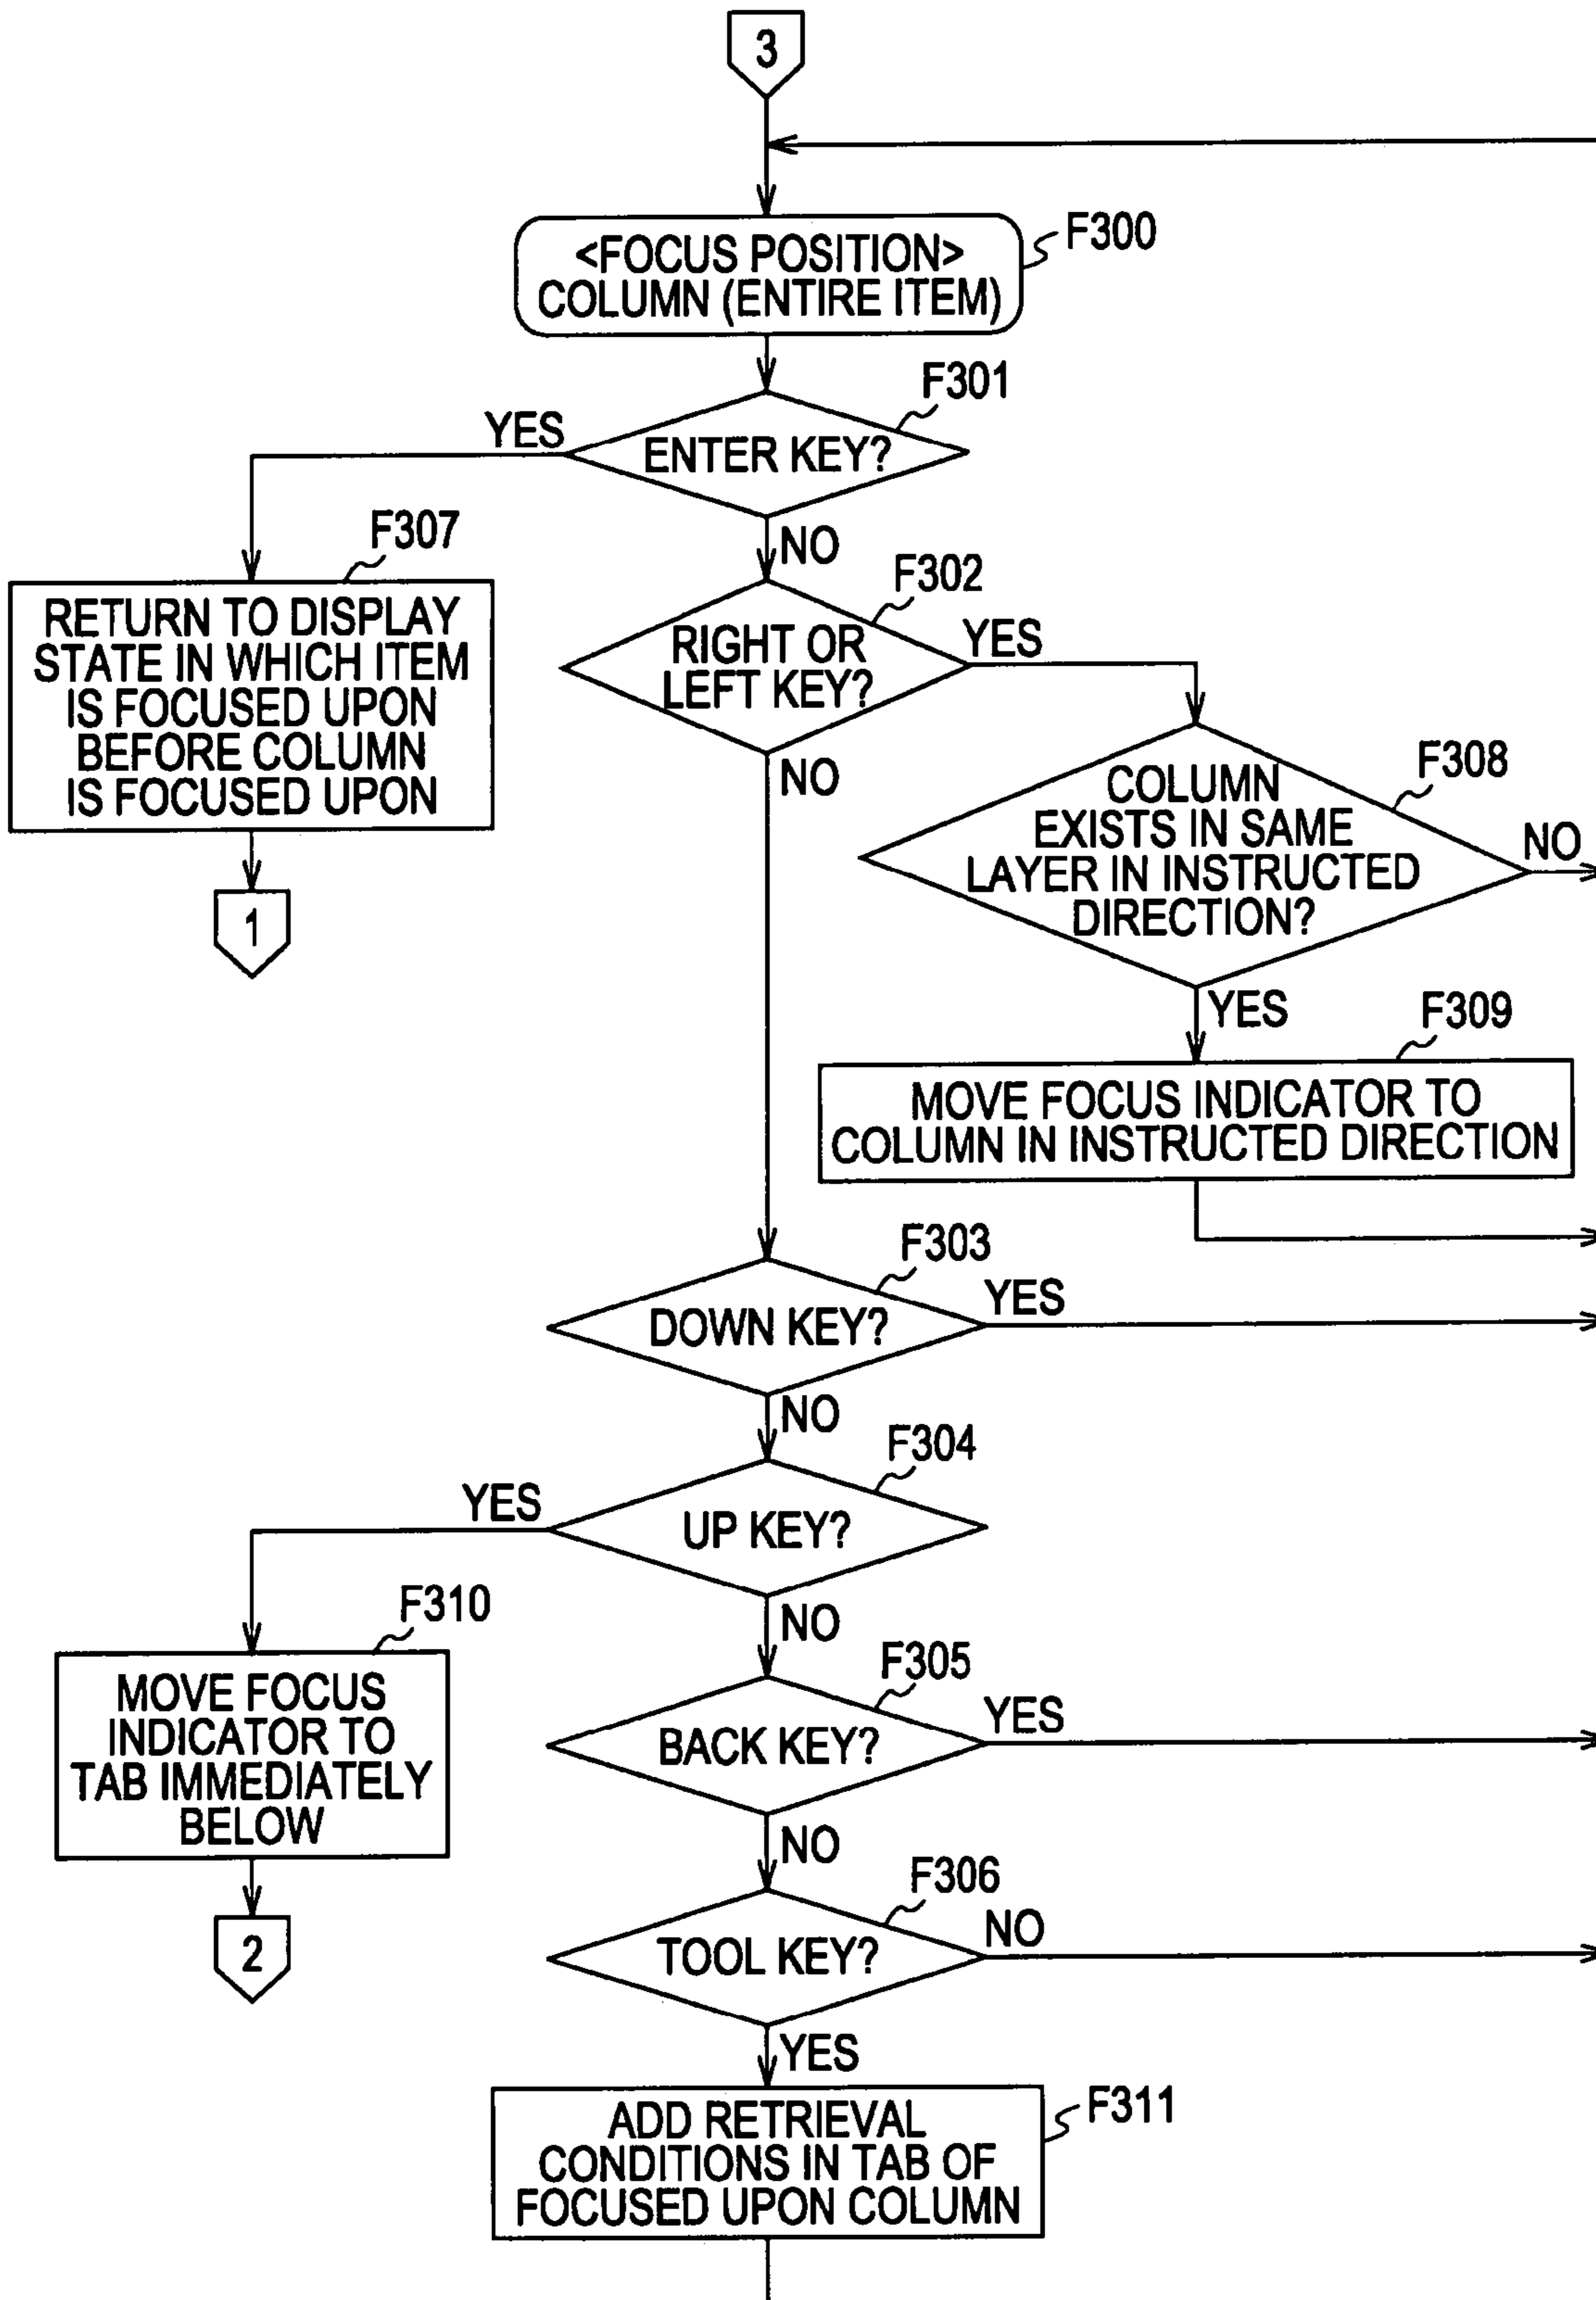 3
<FOCUS POSITION>
COLUMN (ENTIRE ITEM)
F300
F301
ENTER KEY?
YES
NO
F307
RETURN TO DISPLAY
STATE IN WHICH ITEM
IS FOCUSED UPON
BEFORE COLUMN
IS FOCUSED UPON
1
F302
RIGHT OR
LEFT KEY?
YES
NO
F308
COLUMN
EXISTS IN SAME
LAYER IN INSTRUCTED
DIRECTION?
NO
YES
F309
MOVE FOCUS INDICATOR TO
COLUMN IN INSTRUCTED DIRECTION
F303
DOWN KEY?
YES
NO
F304
UP KEY?
YES
NO
F310
MOVE FOCUS
INDICATOR TO
TAB IMMEDIATELY
BELOW
2
F305
BACK KEY?
YES
NO
F306
TOOL KEY?
NO
YES
F311
ADD RETRIEVAL
CONDITIONS IN TAB OF
FOCUSED UPON COLUMN